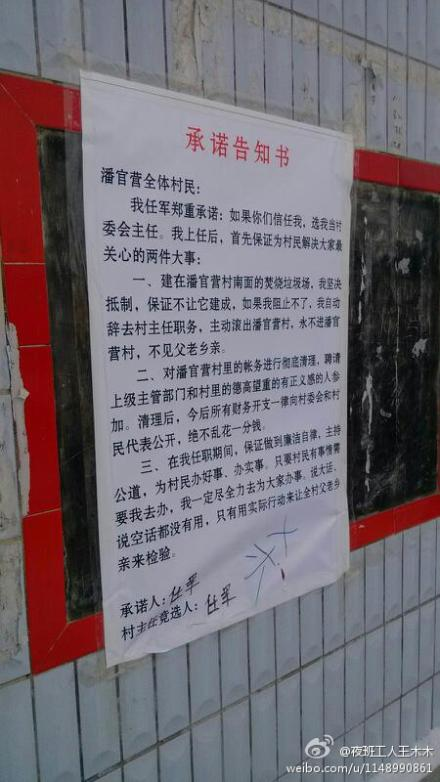 承诺告知书
潘官营全体村民：
我任军郑重承诺：如果你们信任我，选我当村
委会主任。我上任后，首先保证为村民解决大家最
关心的两件大事：
一、建在潘官营村南面的焚烧垃圾场，我坚决
抵制，保证不让它建成，如果我阻止不了，我自动
辞去村主任职务，主动滚出潘官营村，永不进潘官
营村，不见父老乡亲。
二、对潘官营村里的帐务进行彻底清理，聘请
上级主管部门和村里的德高望重的有正义感的人参
加。清理后，今后所有财务开支一律向村委会和村
民代表公开，绝不乱花一分钱。
三、在我任职期间，保证做到廉洁自律，主持
公道，为村民办好事、办实事。只要村民有事情需
要我去办，我一定尽全力去为大家办事。说大话、
说空话都没有用，只有用实际行动来让全村父老乡
亲来检验。
承诺人：任军
村主任竞选人：任军
@夜班工人王木木
weibo.com/u/1148990861